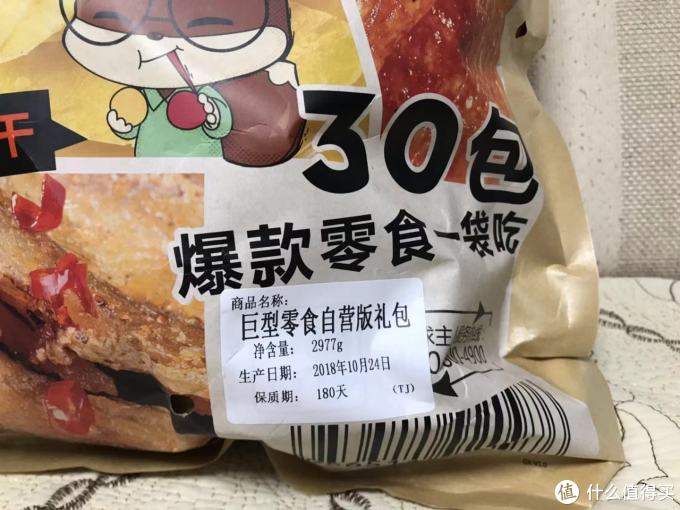 干
30包
爆款零食一袋吃
商品名称:
巨型零食自营版礼包
净含量: 2977g
生产日期: 2018年10月24日
保质期: 180天 (TJ)
求主
-4900
值 什么值得买